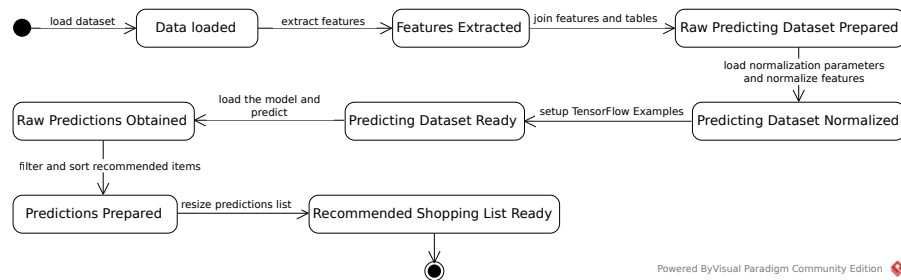 load dataset
Data loaded
extract features
Features Extracted
join features and tables
Raw Predicting Dataset Prepared
load normalization parameters
and normalize features
Raw Predictions Obtained
load the model and
predict
Predicting Dataset Ready
setup TensorFlow Examples
Predicting Dataset Normalized
filter and sort recommended items
Predictions Prepared
resize predictions list
Recommended Shopping List Ready
Powered ByVisual Paradigm Community Edition